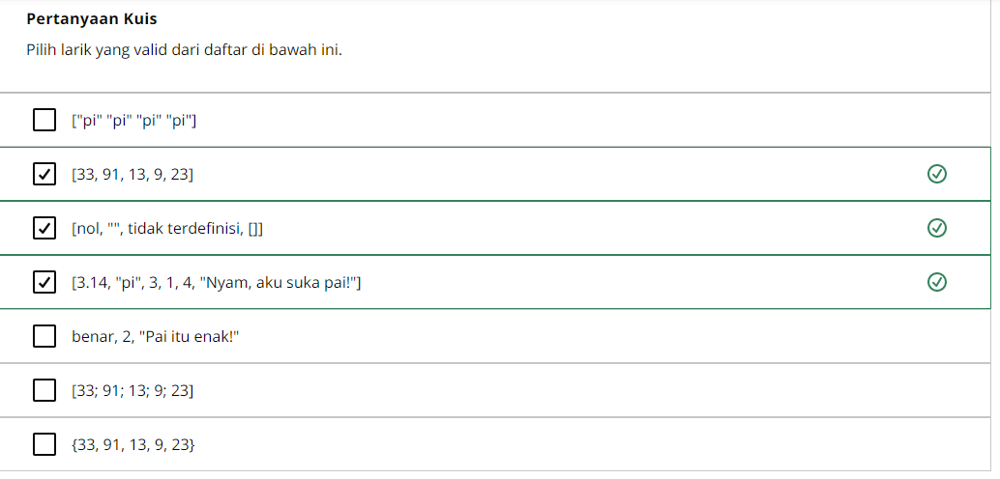 Pertanyaan Kuis
Pilih larik yang valid dari daftar di bawah ini.
["pi" "pi" "pi" "pi"]
[33, 91, 13, 9, 23]
[nol, "", tidak terdefinisi, []]
[3.14, "pi", 3, 1, 4, "Nyam, aku suka pai!"]
benar, 2, "Pai itu enak!"
[33; 91; 13; 9; 23]
{33, 91, 13, 9, 23}